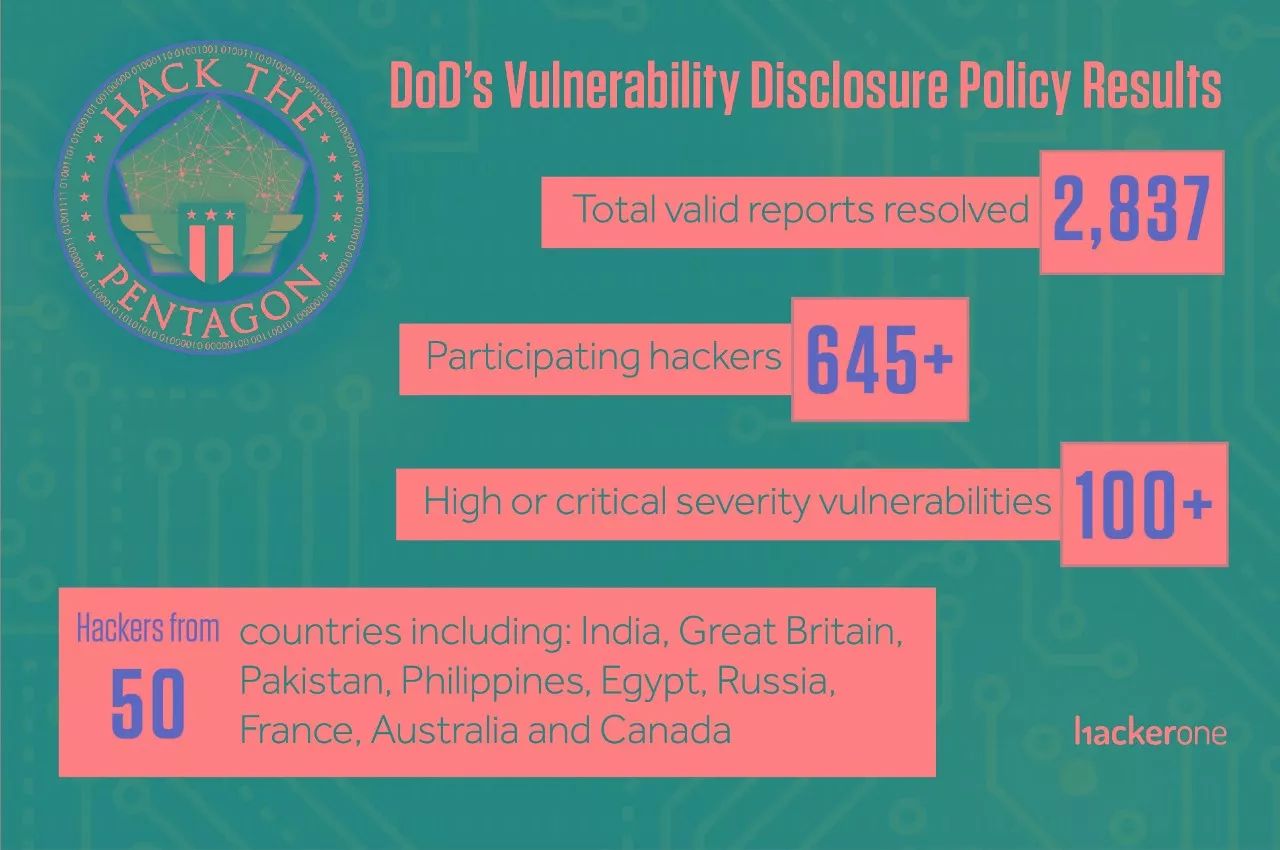 HACK THE
PENTAGON
DoD's Vulnerability Disclosure Policy Results
Total valid reports resolved 2,837
Participating hackers 645+
High or critical severity vulnerabilities 100+
Hackers from
50
countries including: India, Great Britain,
Pakistan, Philippines, Egypt, Russia,
France, Australia and Canada
hackerone